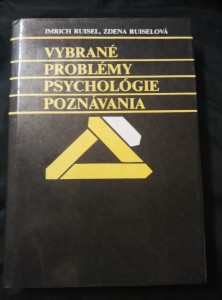 IMRICH RUISEL, ZDENA RUISELOVÁ
VYBRANÉ
PROBLÉMY
PSYCHOLÓGIE
POZNÁVANIA